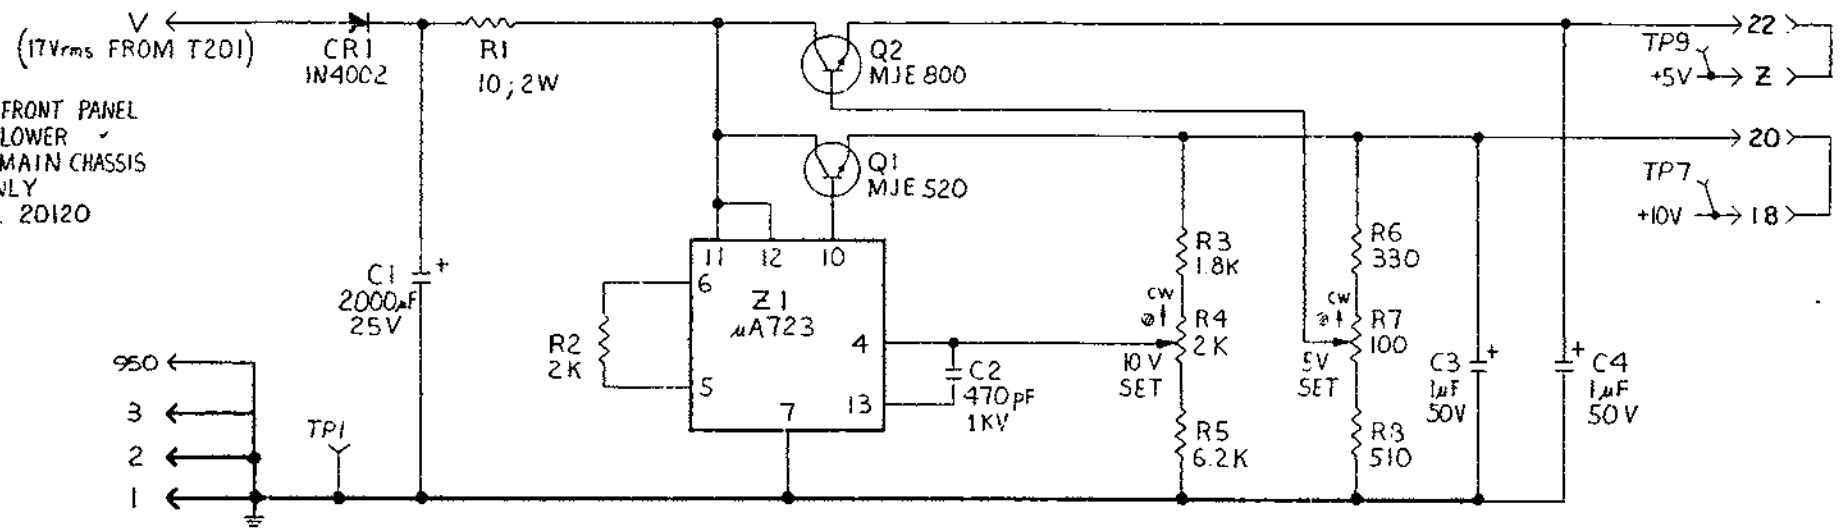 V
(17Vrms FROM T201)
CR1
1N4002
R1
10; 2W
Q2
MJE 800
22
TP9
+5V
Z
FRONT PANEL
LOWER
MAIN CHASSIS
NLY
. 20120
Q1
MJE 520
20
TP7
+10V
18
C1
2000µF
25V
11
12
10
6
Z1
µA723
4
5
13
7
R2
2K
C2
470pF
1KV
R3
1.8K
CW
R4
2K
10V
SET
R5
6.2K
R6
330
CW
R7
100
5V
SET
R8
510
C3
1µF
50V
C4
1µF
50V
950
3
2
1
TP1